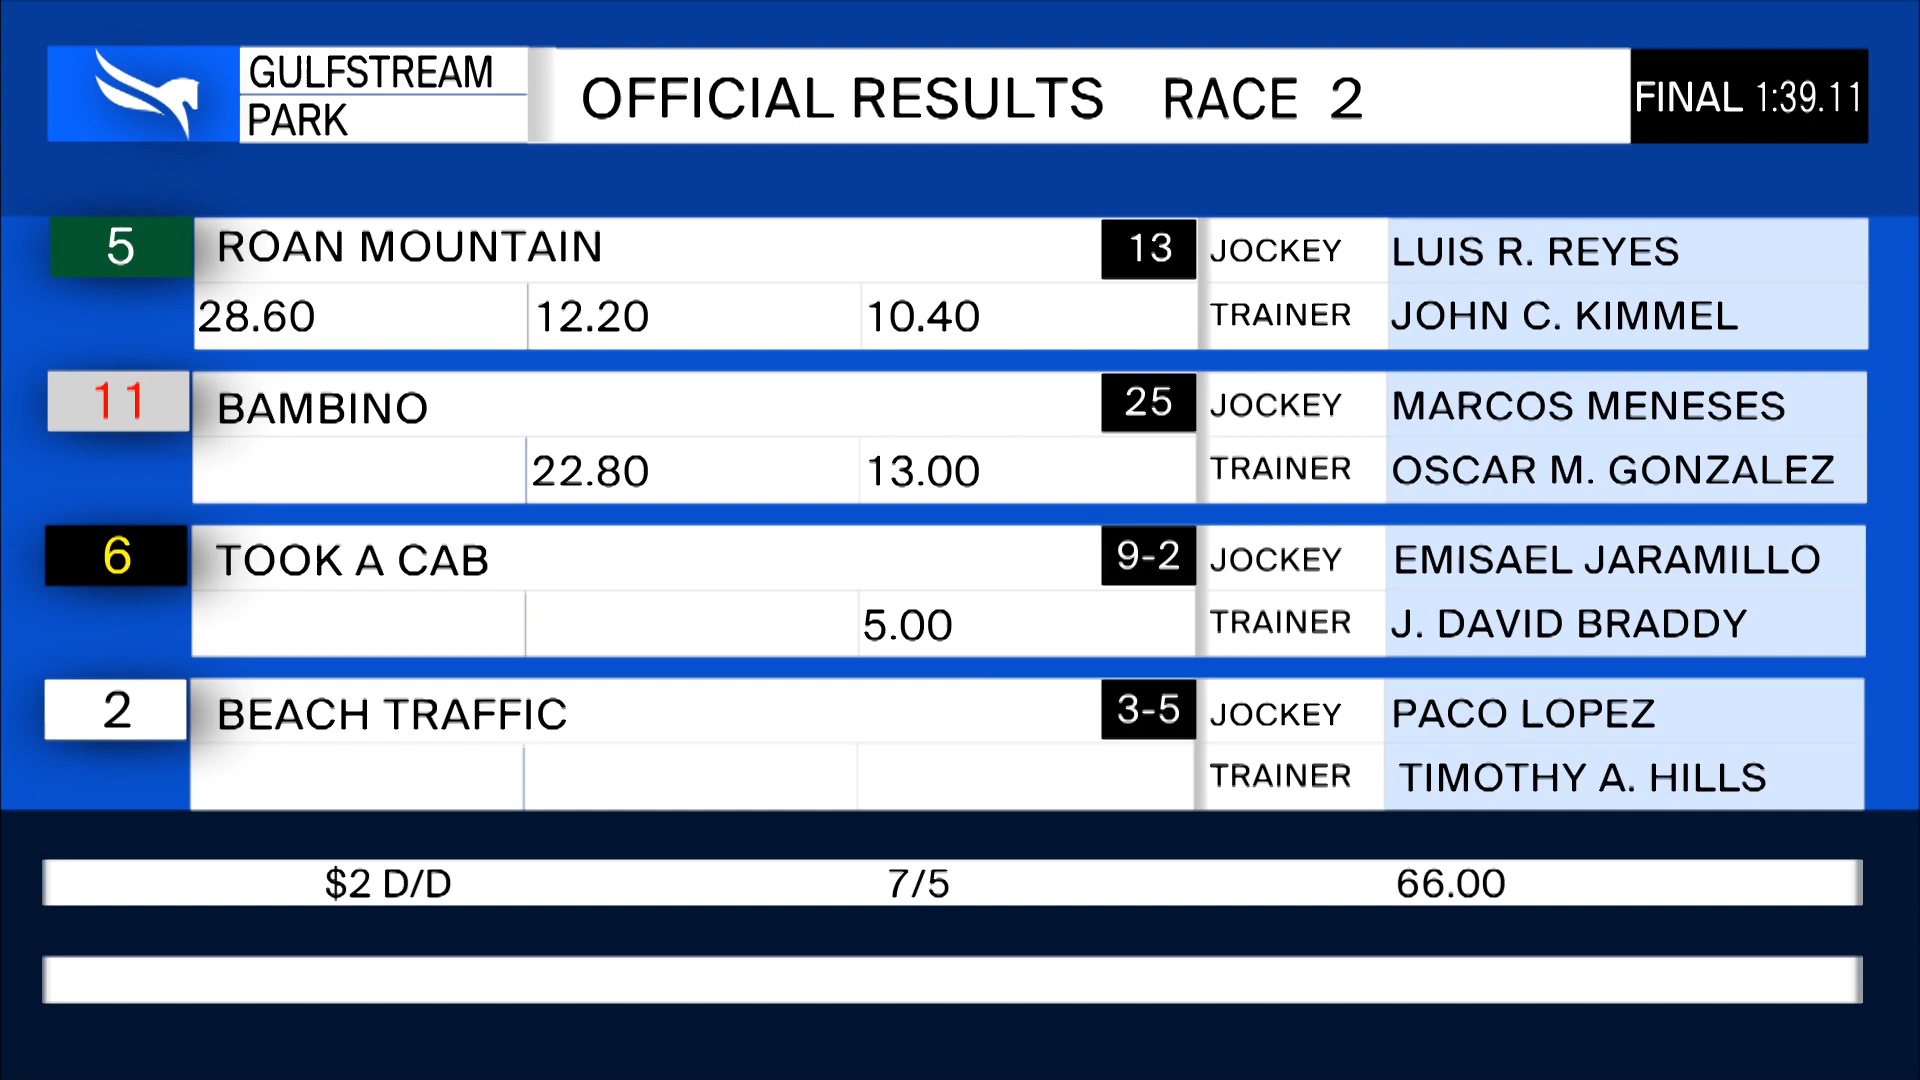 GULFSTREAM
PARK
OFFICIAL RESULTS RACE 2
FINAL 1:39.11
5 ROAN MOUNTAIN 13 JOCKEY LUIS R. REYES
28.60 12.20 10.40 TRAINER JOHN C. KIMMEL
11 BAMBINO 25 JOCKEY MARCOS MENESES
22.80 13.00 TRAINER OSCAR M. GONZALEZ
6 TOOK A CAB 9-2 JOCKEY EMISAEL JARAMILLO
5.00 TRAINER J. DAVID BRADDY
2 BEACH TRAFFIC 3-5 JOCKEY PACO LOPEZ
TRAINER TIMOTHY A. HILLS
$2 D/D 7/5 66.00